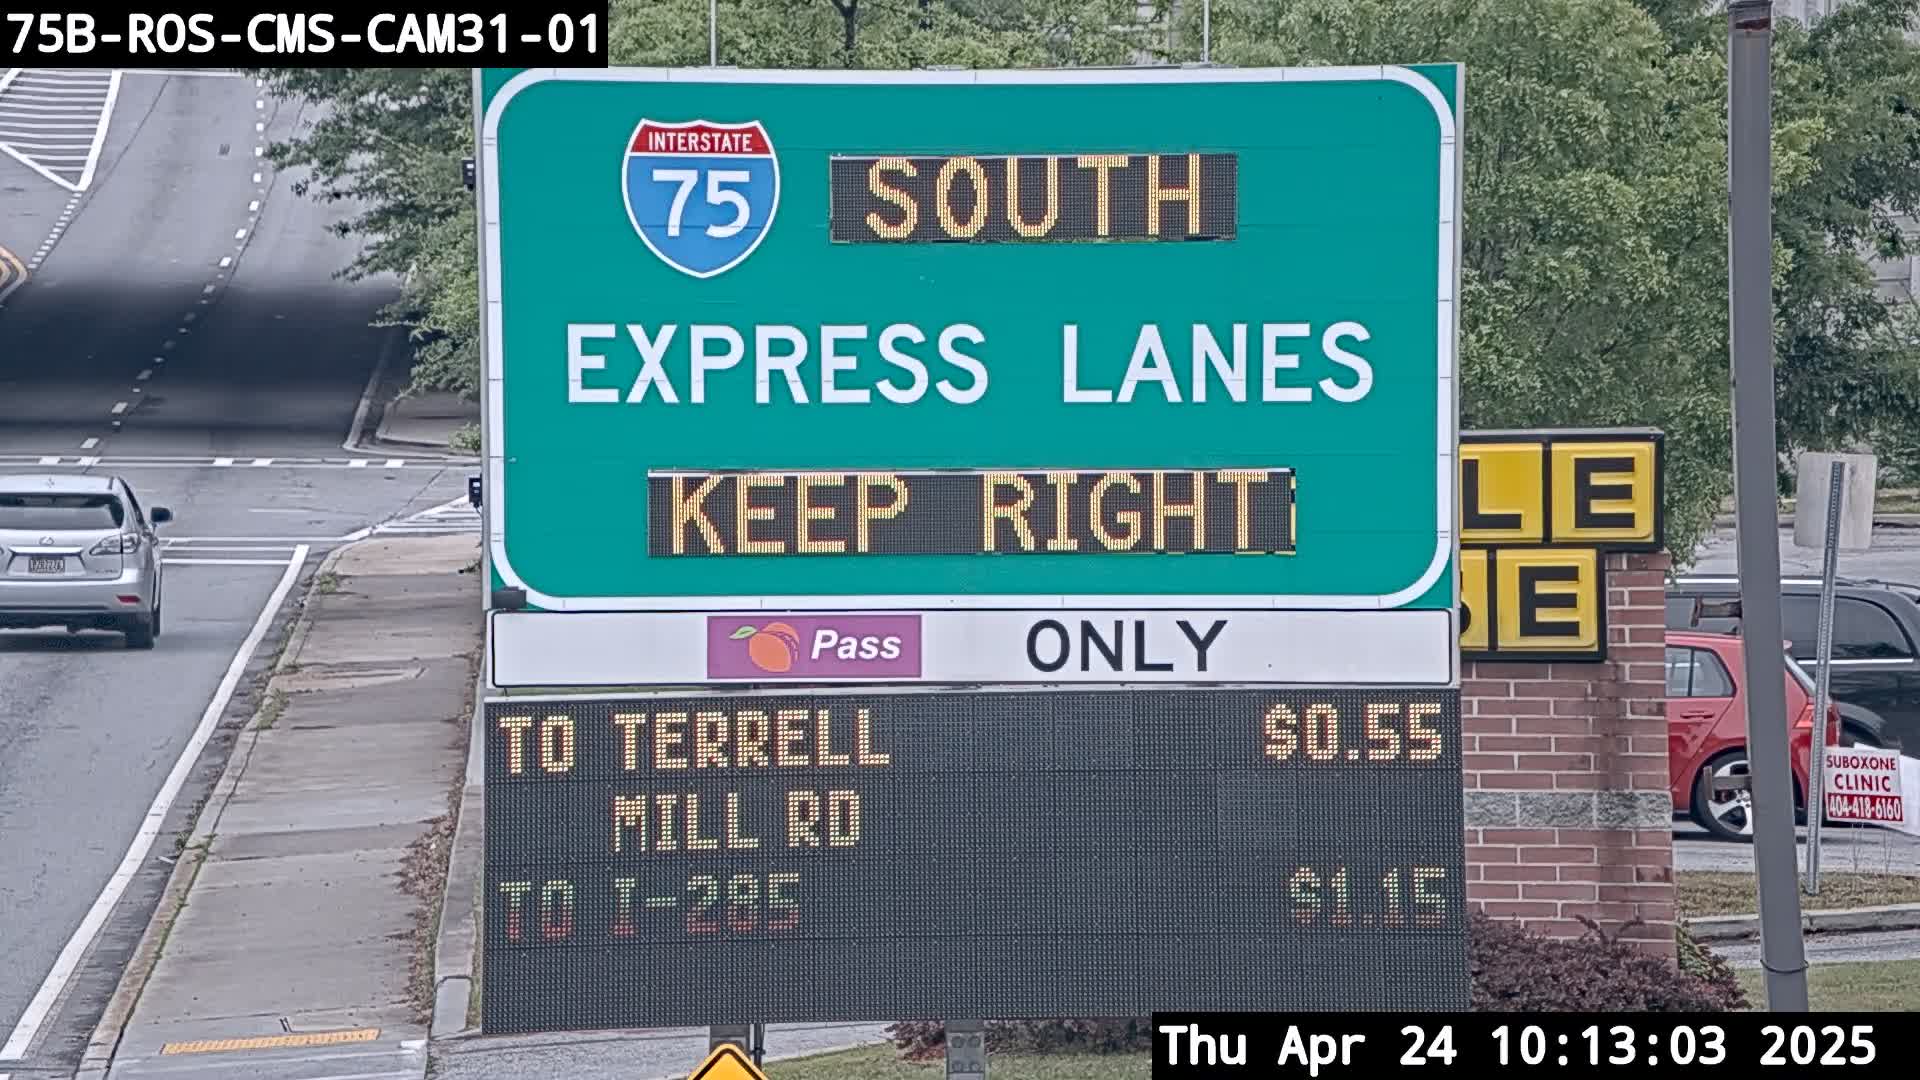 75B-ROS-CMS-CAM31-01
INTERSTATE
75
SOUTH
EXPRESS LANES
KEEP RIGHT
Pass
ONLY
TO TERRELL $0.55
MILL RD
TO I-285 $1.15
LE
E
SUBOXONE
CLINIC
404-418-6160
Thu Apr 24 10:13:03 2025